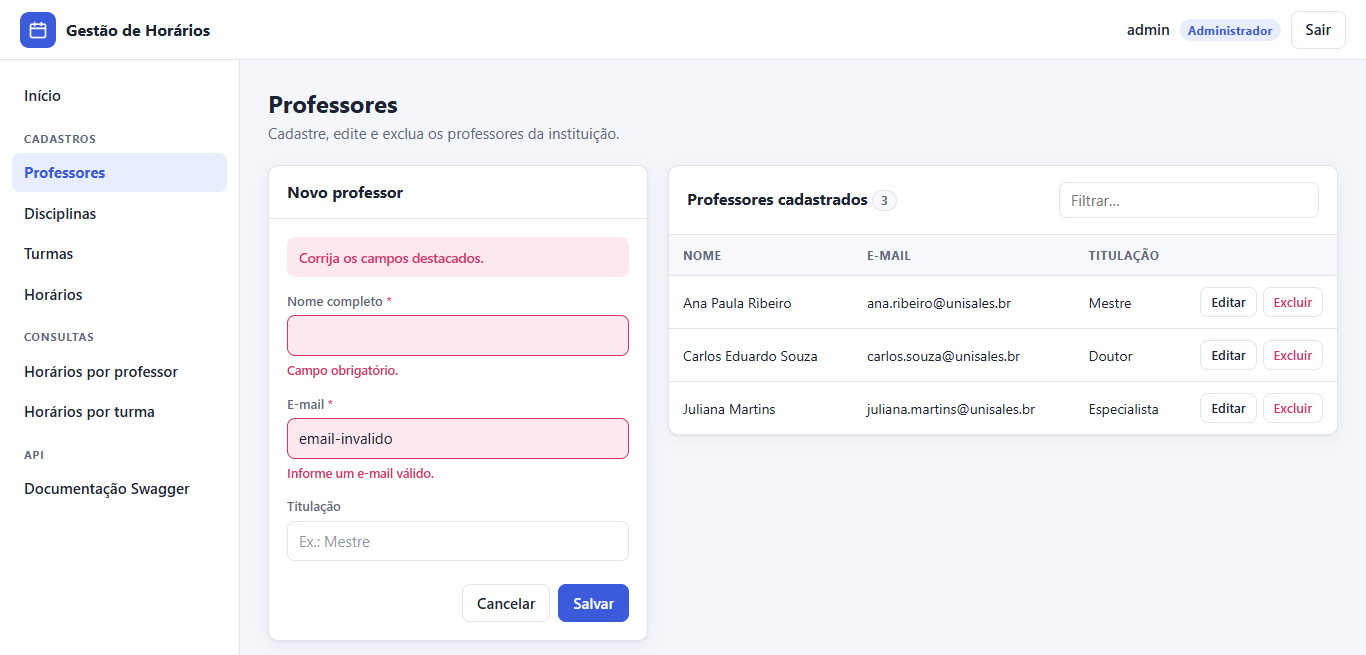 Gestão de Horários
admin Administrador Sair
Início
CADASTROS
Professores
Disciplinas
Turmas
Horários
CONSULTAS
Horários por professor
Horários por turma
API
Documentação Swagger
Professores
Cadastre, edite e exclua os professores da instituição.
Novo professor
Corrija os campos destacados.
Nome completo *
Campo obrigatório.
E-mail *
email-invalido
Informe um e-mail válido.
Titulação
Ex.: Mestre
Cancelar Salvar
Professores cadastrados 3 Filtrar...
NOME E-MAIL TITULAÇÃO
Ana Paula Ribeiro ana.ribeiro@unisales.br Mestre Editar Excluir
Carlos Eduardo Souza carlos.souza@unisales.br Doutor Editar Excluir
Juliana Martins juliana.martins@unisales.br Especialista Editar Excluir